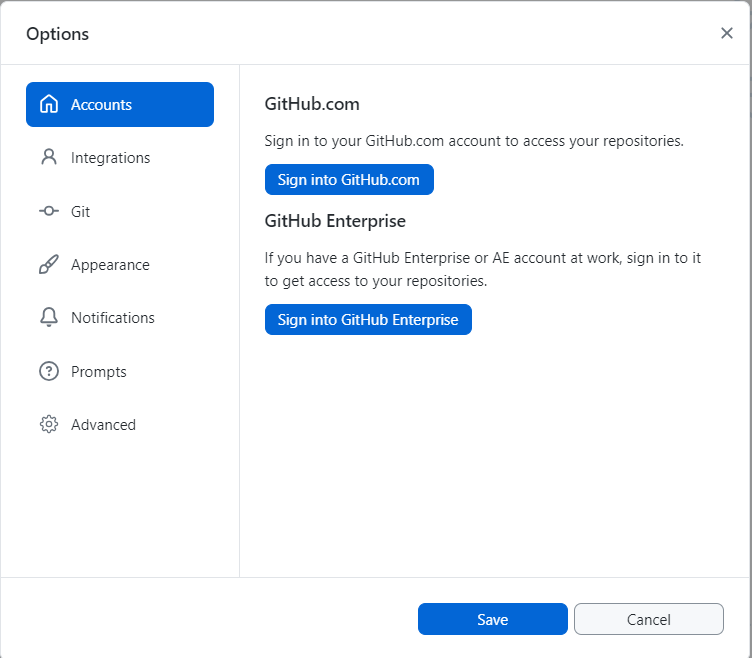 Options
Accounts
Integrations
Git
Appearance
Notifications
Prompts
Advanced
GitHub.com
Sign in to your GitHub.com account to access your repositories.
Sign into GitHub.com
GitHub Enterprise
If you have a GitHub Enterprise or AE account at work, sign in to it
to get access to your repositories.
Sign into GitHub Enterprise
Save
Cancel